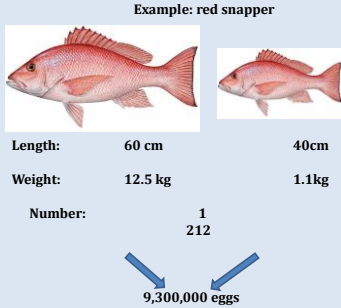 Example: red snapper
Length: 60 cm 40cm
Weight: 12.5 kg 1.1kg
Number: 1
212
9,300,000 eggs